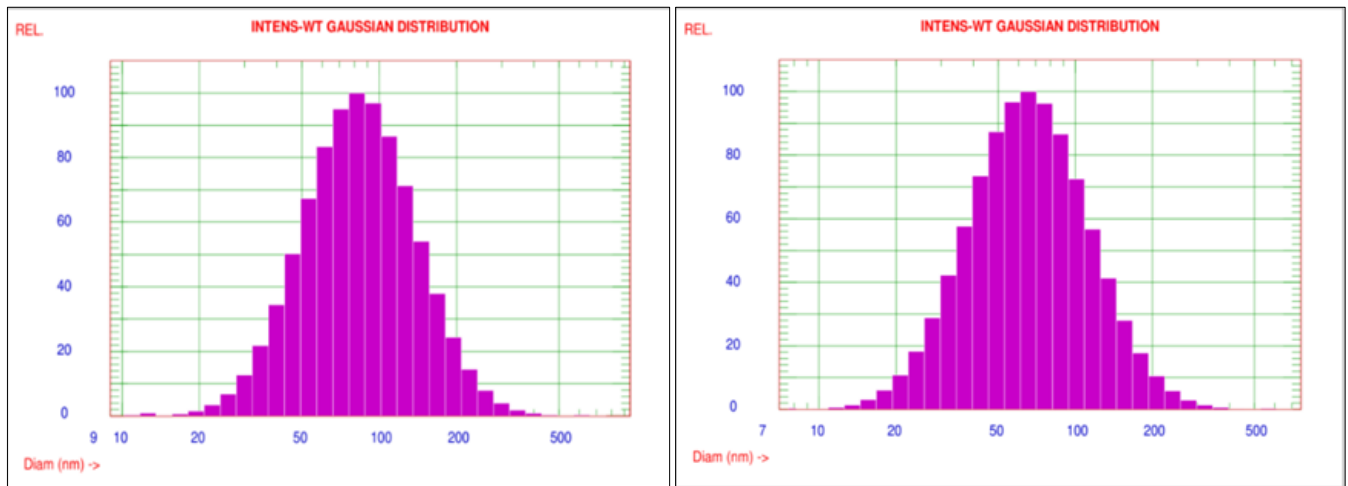 INTENS-WT GAUSSIAN DISTRIBUTION
REL.
100
80
60
40
20
0
9 10 20 50 100 200 500
Diam (nm) ->
INTENS-WT GAUSSIAN DISTRIBUTION
REL.
100
80
60
40
20
0
7 10 20 50 100 200 500
Diam (nm) ->